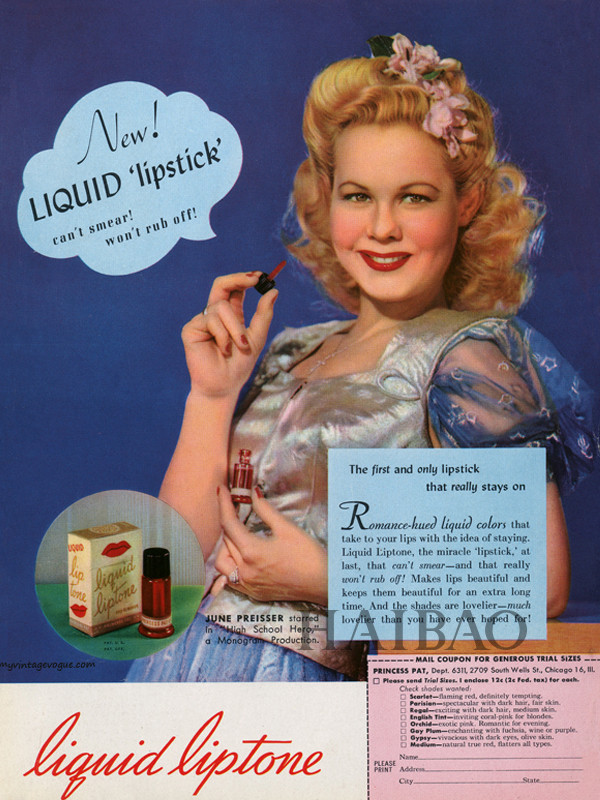 New!
LIQUID 'lipstick'
can't smear!
won't rub off!
The first and only lipstick
that really stays on
Romance-hued liquid colors that
take to your lips with the idea of staying.
Liquid Liptone, the miracle 'lipstick,' at
last, that can't smear—and that really
won't rub off! Makes lips beautiful and
keeps them beautiful for an extra long
time. And the shades are lovelier—much
lovelier than you have ever hoped for!
LIQUID
lip
tone
liquid
liptone
JUNE PREISSER starred
in "High School Hero,"
a Monogram Production.
HAIBAO
myvintagevogue.com
liquid liptone
MAIL COUPON FOR GENEROUS TRIAL SIZES
PRINCESS PAT, Dept. 6311, 2709 South Wells St., Chicago 16, Ill.
Please send Trial Sizes. I enclose 12c (2c Fed. tax) for each.
Check shades wanted:
Scarlet—flaming red, definitely tempting.
Parisian—spectacular with dark hair, fair skin.
Regal—exciting with dark hair, medium skin.
English Tint—inviting coral-pink for blondes.
Orchid—exotic pink. Romantic for evening.
Gay Plum—enchanting with fuchsia, wine or purple.
Gypsy—vivacious with dark eyes, olive skin.
Medium—natural true red, flatters all types.
PLEASE
PRINT
Name
Address
City State